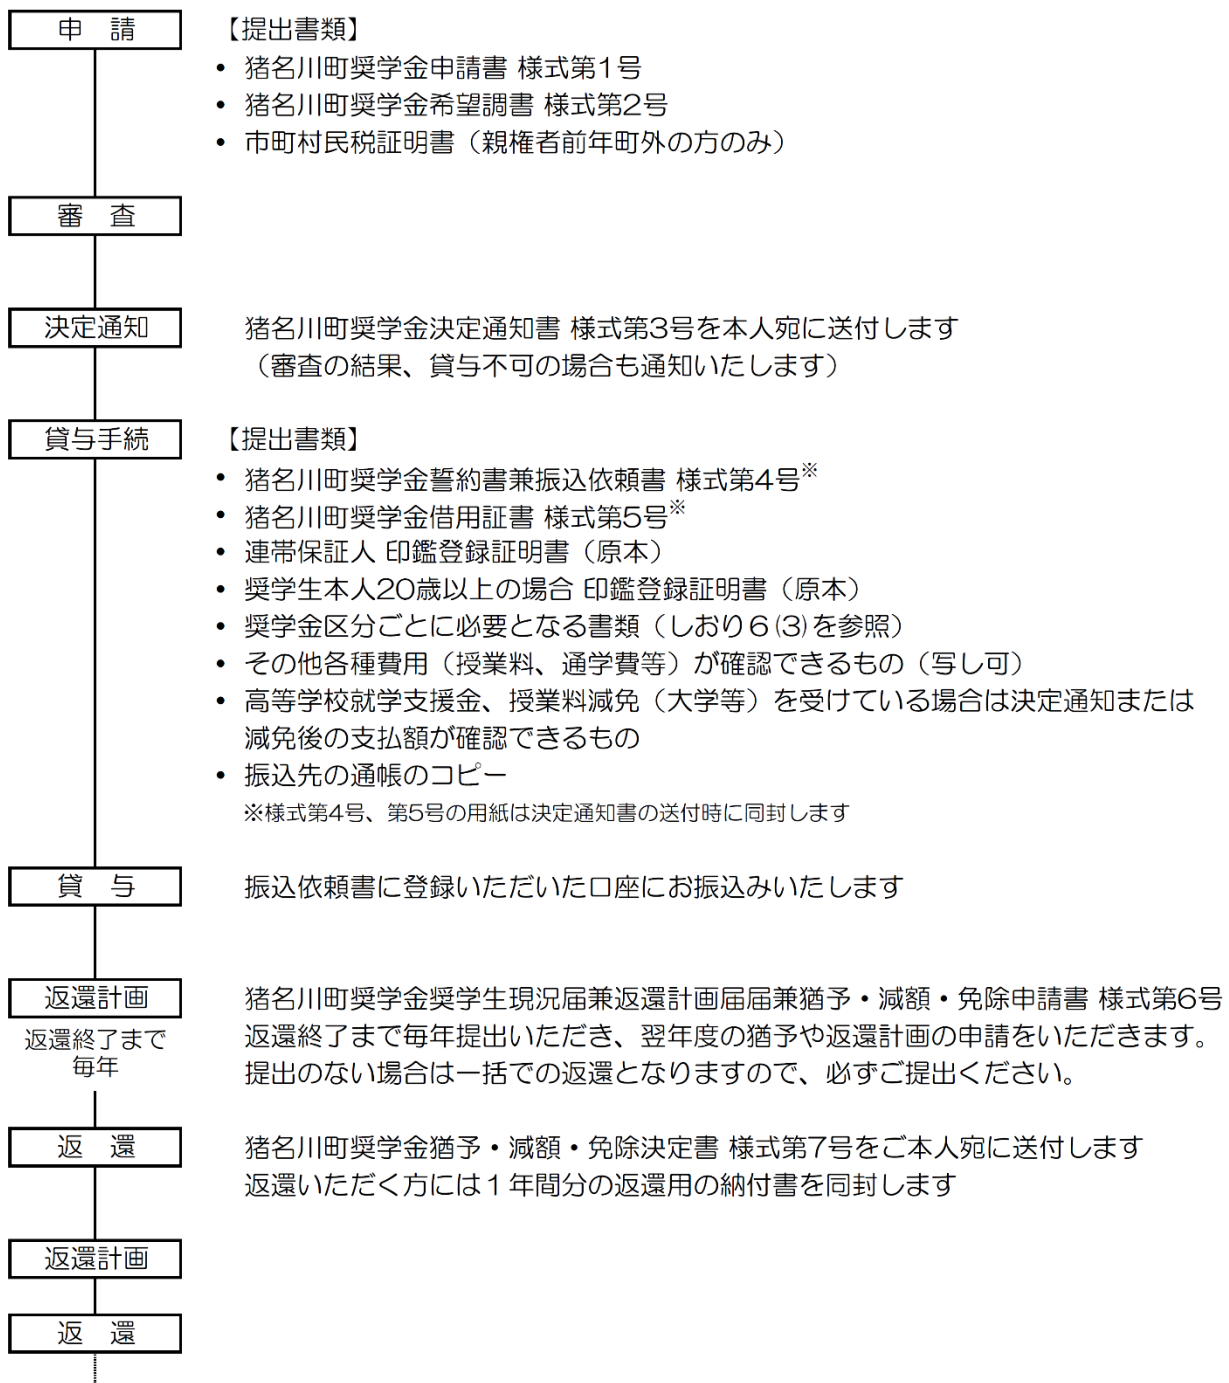 申　請
【提出書類】
• 猪名川町奨学金申請書 様式第1号
• 猪名川町奨学金希望調書 様式第2号
• 市町村民税証明書（親権者前年町外の方のみ）
審　査
決定通知
猪名川町奨学金決定通知書 様式第3号を本人宛に送付します
（審査の結果、貸与不可の場合も通知いたします）
貸与手続
【提出書類】
• 猪名川町奨学金誓約書兼振込依頼書 様式第4号※
• 猪名川町奨学金借用証書 様式第5号※
• 連帯保証人 印鑑登録証明書（原本）
• 奨学生本人20歳以上の場合 印鑑登録証明書（原本）
• 奨学金区分ごとに必要となる書類（しおり６(3)を参照）
• その他各種費用（授業料、通学費等）が確認できるもの（写し可）
• 高等学校就学支援金、授業料減免（大学等）を受けている場合は決定通知または
減免後の支払額が確認できるもの
• 振込先の通帳のコピー
※様式第4号、第5号の用紙は決定通知書の送付時に同封します
貸　与
振込依頼書に登録いただいた口座にお振込みいたします
返還計画
返還終了まで
毎年
猪名川町奨学金奨学生現況届兼返還計画届届兼猶予・減額・免除申請書 様式第6号
返還終了まで毎年提出いただき、翌年度の猶予や返還計画の申請をいただきます。
提出のない場合は一括での返還となりますので、必ずご提出ください。
返　還
猪名川町奨学金猶予・減額・免除決定書 様式第7号をご本人宛に送付します
返還いただく方には１年間分の返還用の納付書を同封します
返還計画
返　還